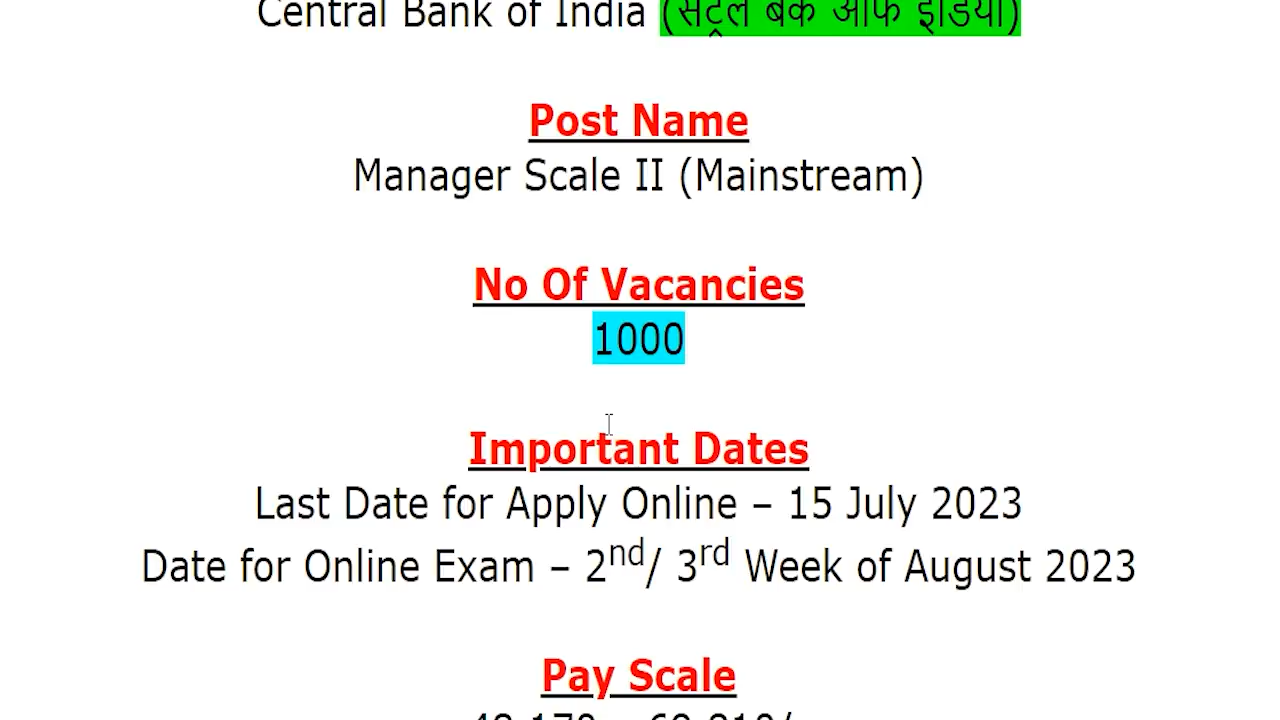 Central Bank of India (सेंट्रल बैंक ऑफ इंडिया)
Post Name
Manager Scale II (Mainstream)
No Of Vacancies
1000
Important Dates
Last Date for Apply Online – 15 July 2023
Date for Online Exam – 2nd/ 3rd Week of August 2023
Pay Scale